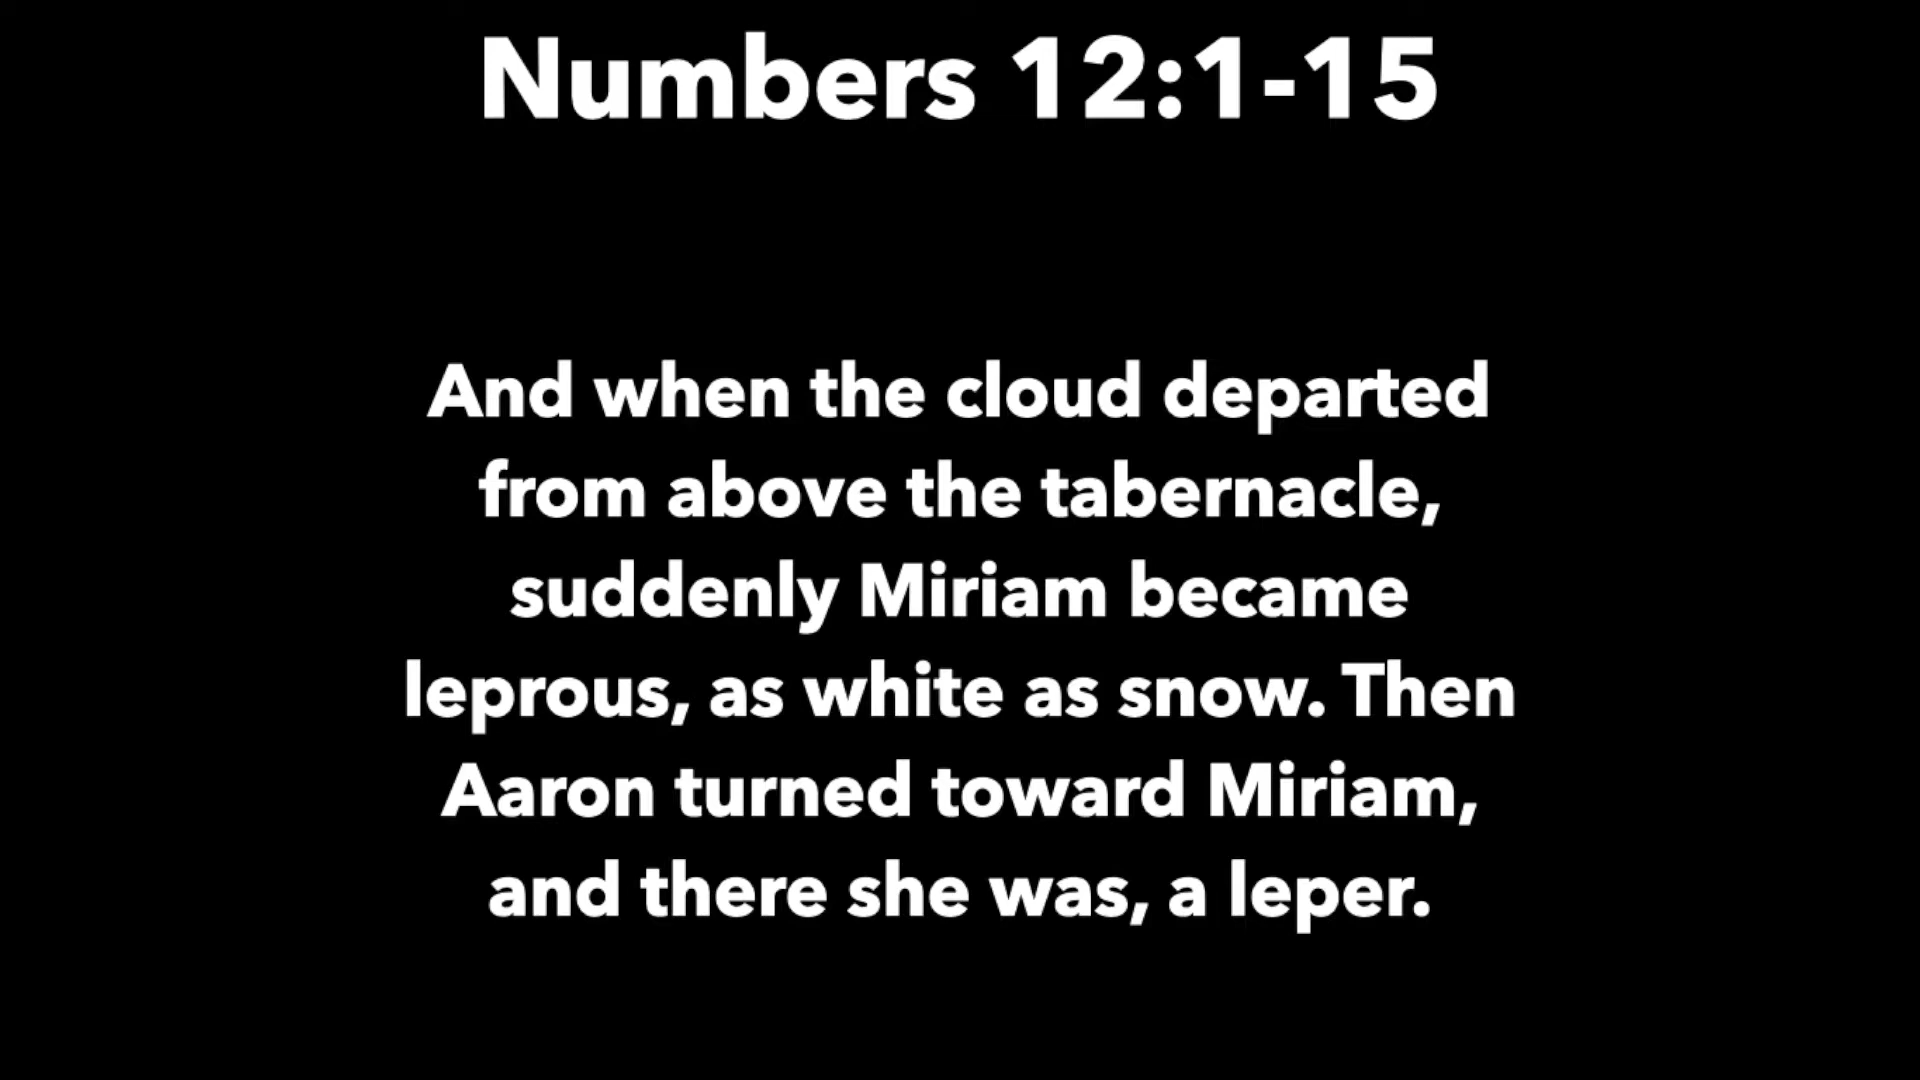 Numbers 12:1-15
And when the cloud departed
from above the tabernacle,
suddenly Miriam became
leprous, as white as snow. Then
Aaron turned toward Miriam,
and there she was, a leper.